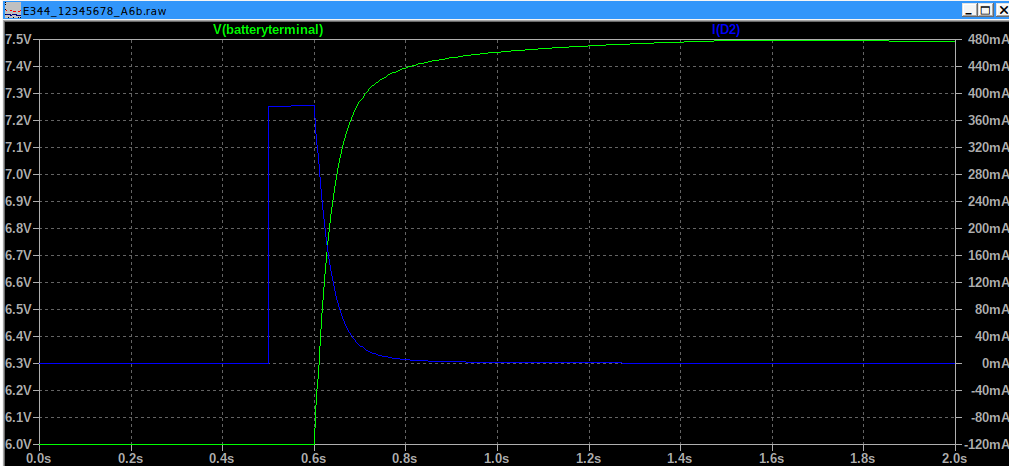 E344_12345678_A6b.raw
V(batteryterminal) I(D2)
7.5V 480mA
7.4V 440mA
7.3V 400mA
7.2V 360mA
7.1V 320mA
7.0V 280mA
6.9V 240mA
6.8V 200mA
6.7V 160mA
6.6V 120mA
6.5V 80mA
6.4V 40mA
6.3V 0mA
6.2V -40mA
6.1V -80mA
6.0V -120mA
0.0s 0.2s 0.4s 0.6s 0.8s 1.0s 1.2s 1.4s 1.6s 1.8s 2.0s